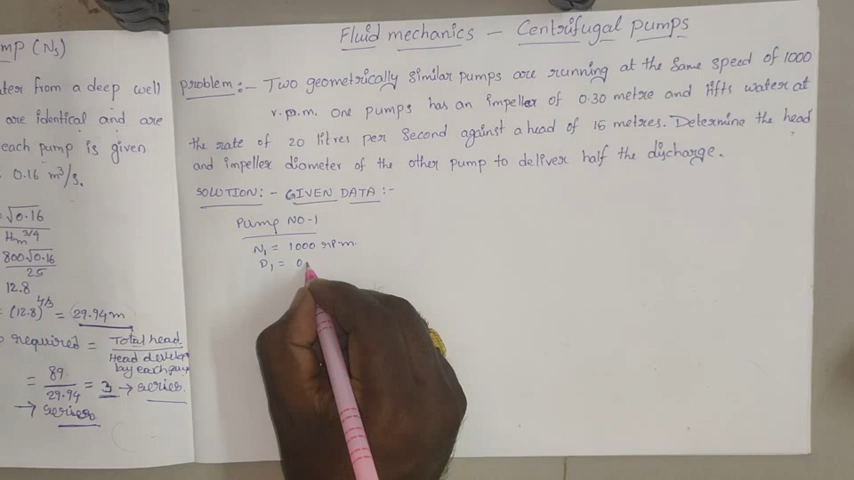 mp (Ns)
ter from a deep well
are identical and are
each pump is given
0.16 m³/s.
√0.16
Hm^3/4
800√0.16
25
12.8
= (12.8)^4/3 = 29.94m
required = Total head
Head develop by each pump
= 89/29.94 = 3 → series.
→ series
Fluid mechanics - Centrifugal pumps
problem:- Two geometrically similar pumps are running at the same speed of 1000
r.p.m. One pumps has an impeller of 0.30 metre and lifts water at
the rate of 20 litres per Second against a head of 15 metres. Determine the head
and impeller diameter of the other pump to deliver half the discharge.
SOLUTION:- GIVEN DATA:-
Pump NO-1
N₁ = 1000 rpm.
D₁ = 0.